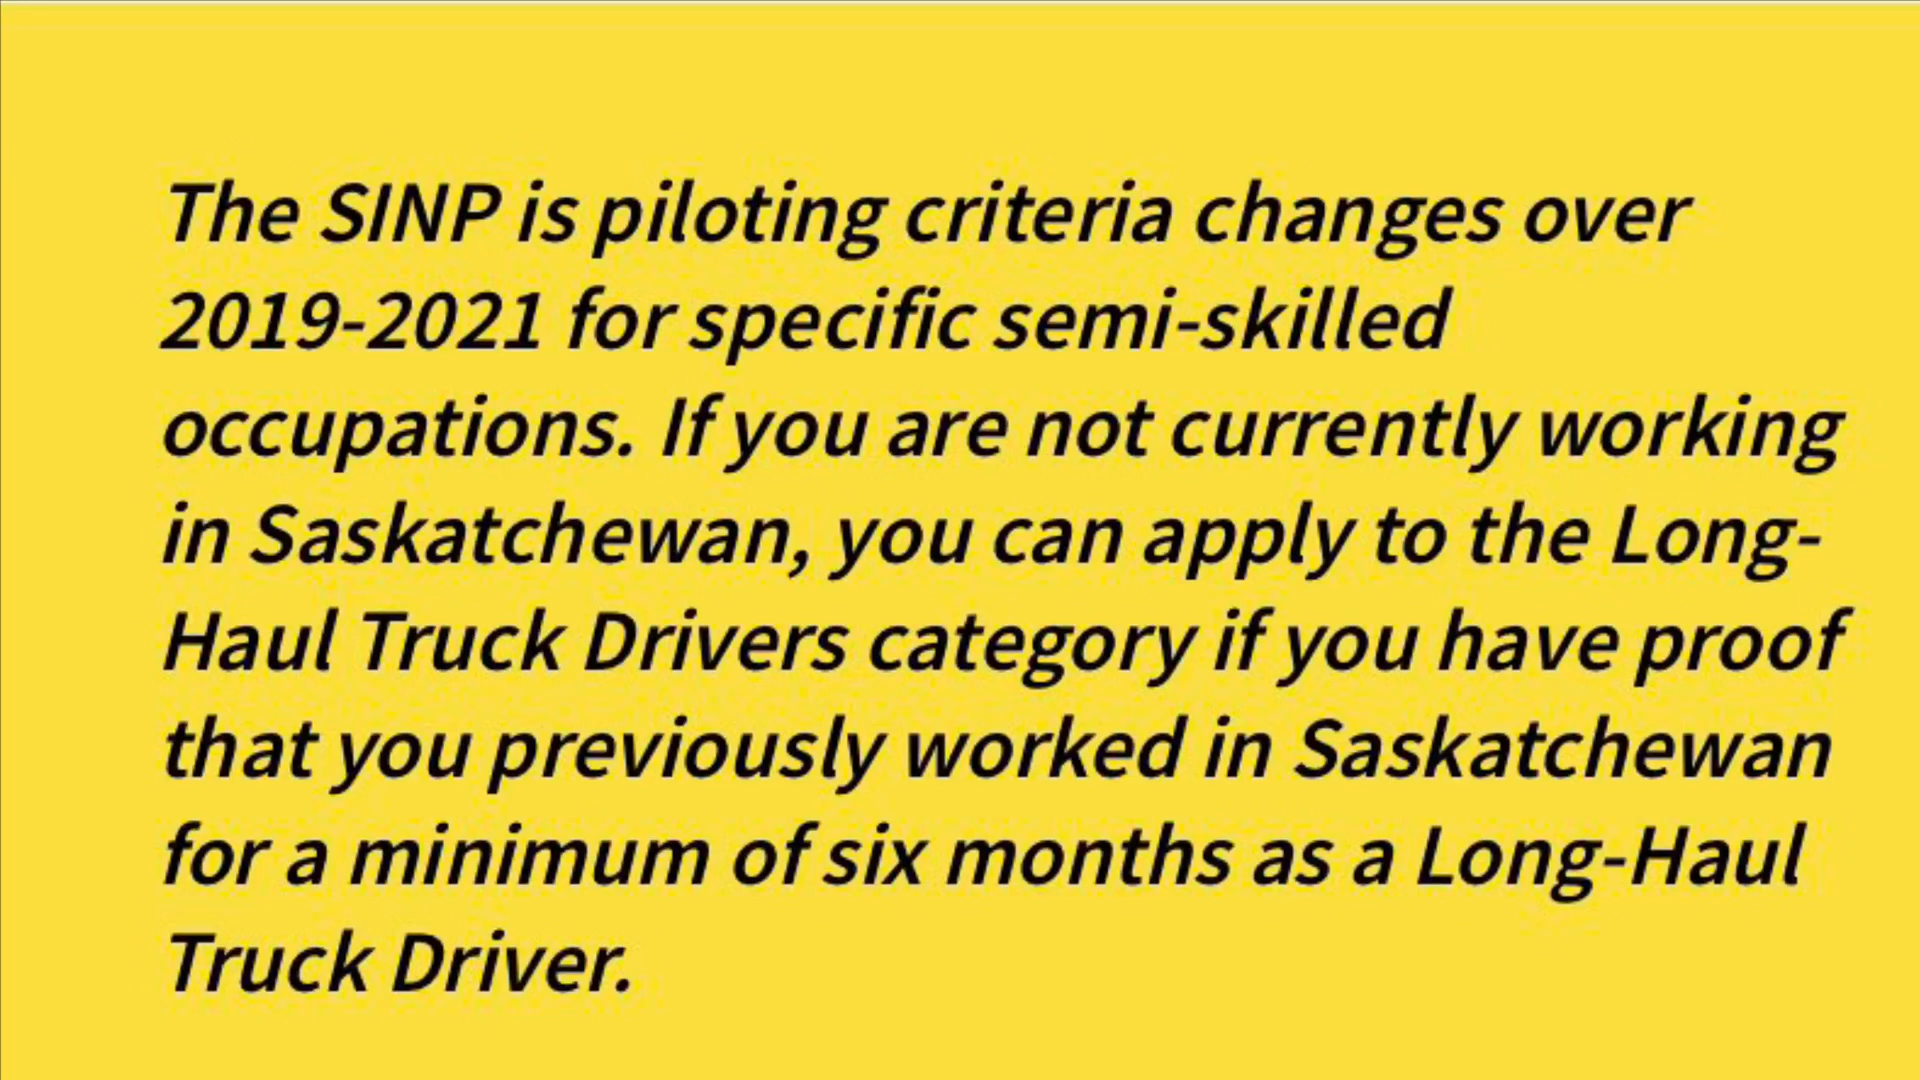 The SINP is piloting criteria changes over
2019-2021 for specific semi-skilled
occupations. If you are not currently working
in Saskatchewan, you can apply to the Long-
Haul Truck Drivers category if you have proof
that you previously worked in Saskatchewan
for a minimum of six months as a Long-Haul
Truck Driver.